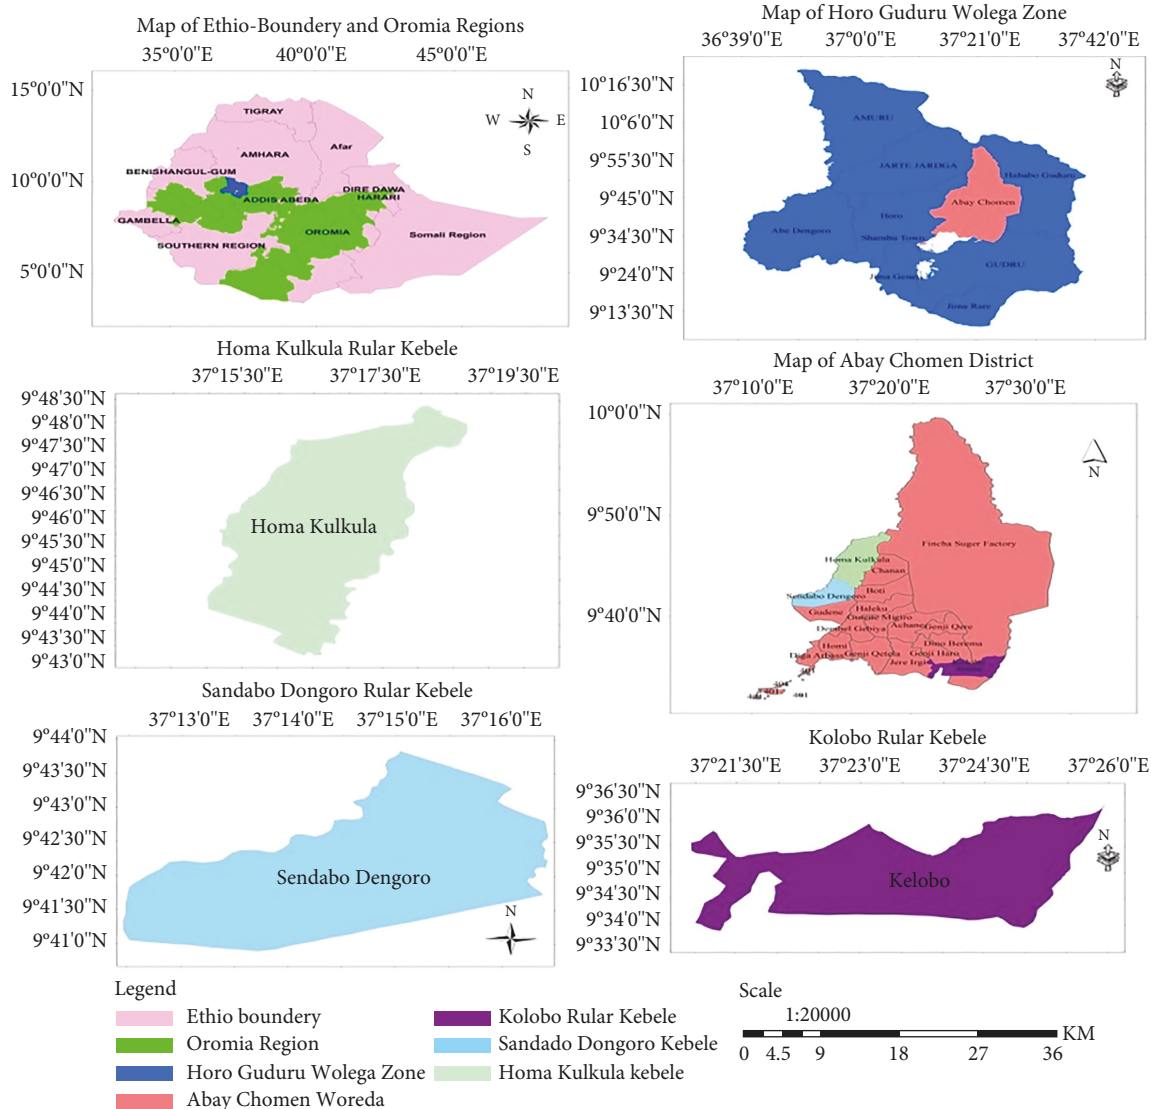 Map of Ethio-Boundery and Oromia Regions
35°0'0"E 40°0'0"E 45°0'0"E
15°0'0"N
10°0'0"N
5°0'0"N
N
W E
S
TIGRAY
AMHARA
Afar
BENISHANGUL-GUM
DIRE DAWA
HARARI
ADDIS ABEBA
GAMBELLA
OROMIA
SOUTHERN REGION
Somali Region
Map of Horo Guduru Wolega Zone
36°39'0"E 37°0'0"E 37°21'0"E 37°42'0"E
10°16'30"N
10°6'0"N
9°55'30"N
9°45'0"N
9°34'30"N
9°24'0"N
9°13'30"N
N
AMURU
JARTE JARDGA
Hababo Guduru
Abay Chomen
Horo
Abe Dengoro
Shambu Town
GUDRU
Jima Rare
Homa Kulkula Rular Kebele
37°15'30"E 37°17'30"E 37°19'30"E
9°48'30"N
9°48'0"N
9°47'30"N
9°47'0"N
9°46'30"N
9°46'0"N
9°45'30"N
9°45'0"N
9°44'30"N
9°44'0"N
9°43'30"N
9°43'0"N
Homa Kulkula
Map of Abay Chomen District
37°10'0"E 37°20'0"E 37°30'0"E
10°0'0"N
9°50'0"N
9°40'0"N
N
Fincha Suger Factory
Homa Kulkula
Chanan
Boti
Sendabo Dengoro
Haleku
Gudene
Achane
Genji Qere
Dino Berema
Homi
Genji Qetela
Genji Haro
Jere Irgi
401
401
Sandabo Dongoro Rular Kebele
37°13'0"E 37°14'0"E 37°15'0"E 37°16'0"E
9°44'0"N
9°43'30"N
9°43'0"N
9°42'30"N
9°42'0"N
9°41'30"N
9°41'0"N
Sendabo Dengoro
N
Kolobo Rular Kebele
37°21'30"E 37°23'0"E 37°24'30"E 37°26'0"E
9°36'30"N
9°36'0"N
9°35'30"N
9°35'0"N
9°34'30"N
9°34'0"N
9°33'30"N
Kelobo
N
Legend
Ethio boundery
Oromia Region
Horo Guduru Wolega Zone
Abay Chomen Woreda
Kolobo Rular Kebele
Sandado Dongoro Kebele
Homa Kulkula kebele
Scale
1:20000
KM
0 4.5 9 18 27 36